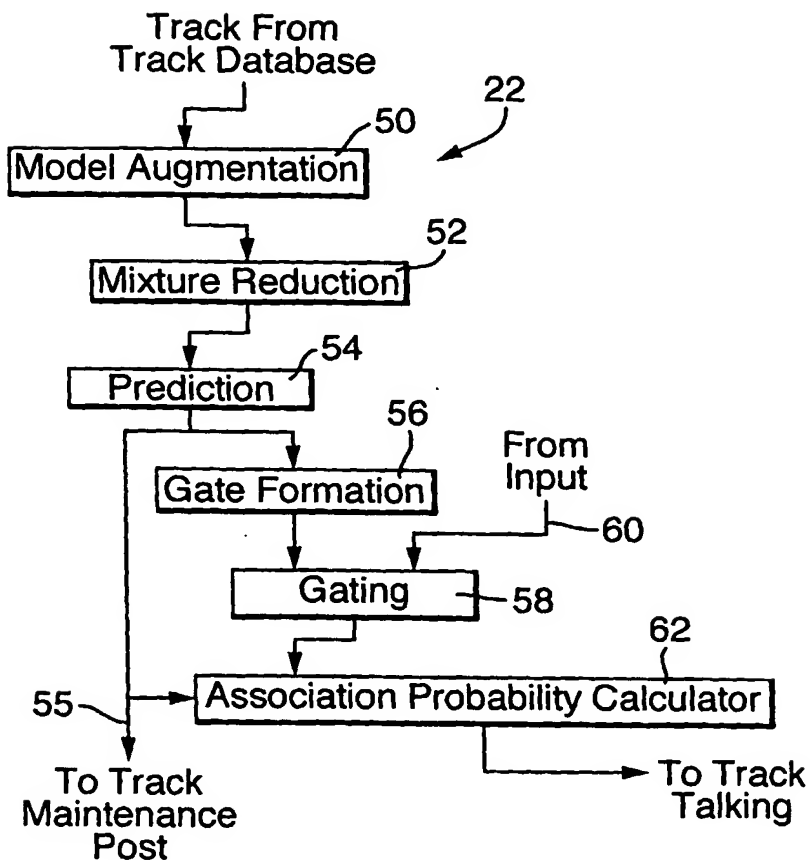 Track From
Track Database
22
50
Model Augmentation
52
Mixture Reduction
54
Prediction
56
Gate Formation
From
Input
60
Gating
58
62
Association Probability Calculator
55
To Track
Maintenance
Post
To Track
Talking